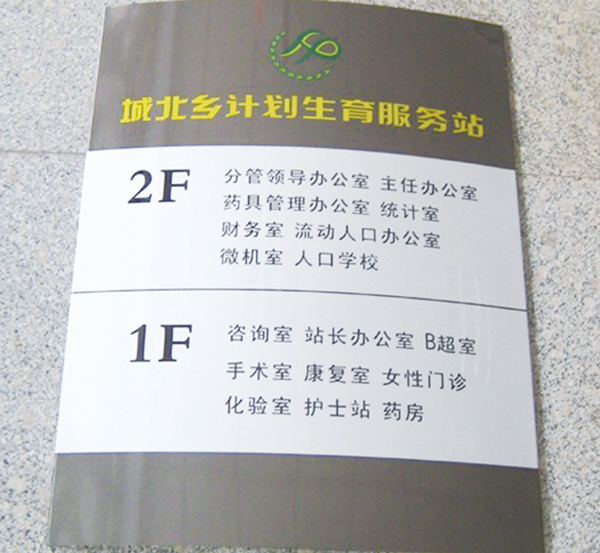 城北乡计划生育服务站
2F
分管领导办公室 主任办公室
药具管理办公室 统计室
财务室 流动人口办公室
微机室 人口学校
1F
咨询室 站长办公室 B超室
手术室 康复室 女性门诊
化验室 护士站 药房